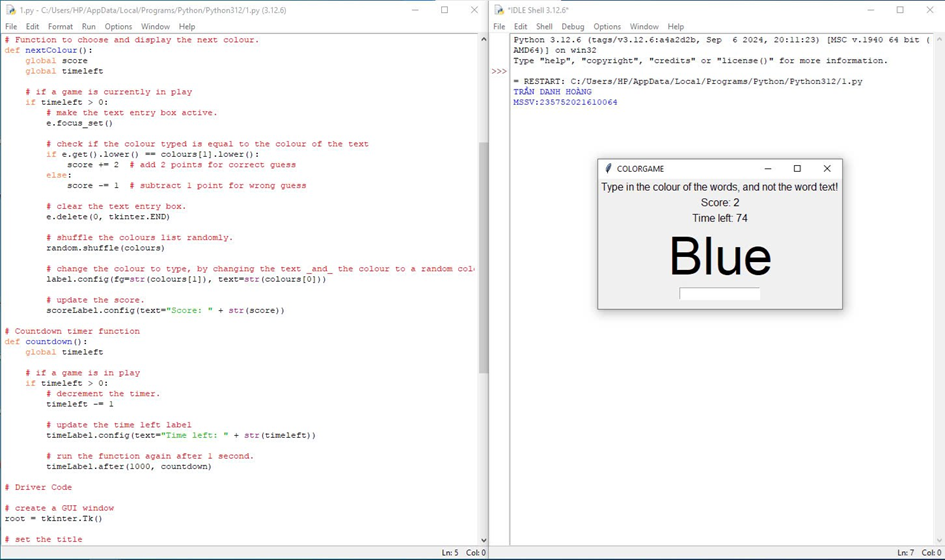 1.py - C:/Users/HP/AppData/Local/Programs/Python/Python312/1.py (3.12.6)
File Edit Format Run Options Window Help
# Function to choose and display the next colour.
def nextColour():
    global score
    global timeleft

    # if a game is currently in play
    if timeleft > 0:
        # make the text entry box active.
        e.focus_set()

        # check if the colour typed is equal to the colour of the text
        if e.get().lower() == colours[1].lower():
            score += 2  # add 2 points for correct guess
        else:
            score -= 1  # subtract 1 point for wrong guess

        # clear the text entry box.
        e.delete(0, tkinter.END)

        # shuffle the colours list randomly.
        random.shuffle(colours)

        # change the colour to type, by changing the text _and_ the colour to a random col
        label.config(fg=str(colours[1]), text=str(colours[0]))

        # update the score.
        scoreLabel.config(text="Score: " + str(score))

# Countdown timer function
def countdown():
    global timeleft

    # if a game is in play
    if timeleft > 0:
        # decrement the timer.
        timeleft -= 1

        # update the time left label
        timeLabel.config(text="Time left: " + str(timeleft))

        # run the function again after 1 second.
        timeLabel.after(1000, countdown)

# Driver Code

# create a GUI window
root = tkinter.Tk()

# set the title
Ln: 5 Col: 0
*IDLE Shell 3.12.6*
File Edit Shell Debug Options Window Help
Python 3.12.6 (tags/v3.12.6:a4a2d2b, Sep  6 2024, 20:11:23) [MSC v.1940 64 bit (
AMD64)] on win32
Type "help", "copyright", "credits" or "license()" for more information.
>>>
= RESTART: C:/Users/HP/AppData/Local/Programs/Python/Python312/1.py
TRẦN DANH HOÀNG
MSSV:235752021610064
COLORGAME
Type in the colour of the words, and not the word text!
Score: 2
Time left: 74
Blue
Ln: 7 Col: 0